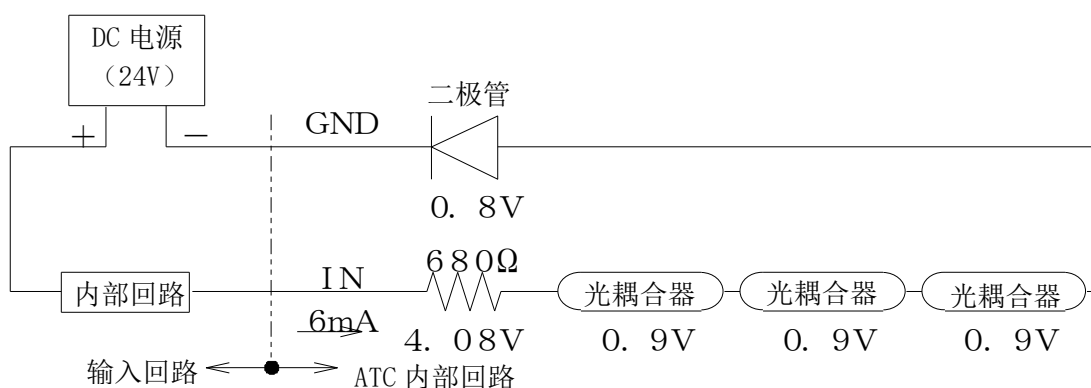 DC 电源
（24V）
+
−
GND
二极管
0. 8V
内部回路
IN
6mA
680Ω
4. 08V
光耦合器
0. 9V
光耦合器
0. 9V
光耦合器
0. 9V
输入回路
ATC 内部回路